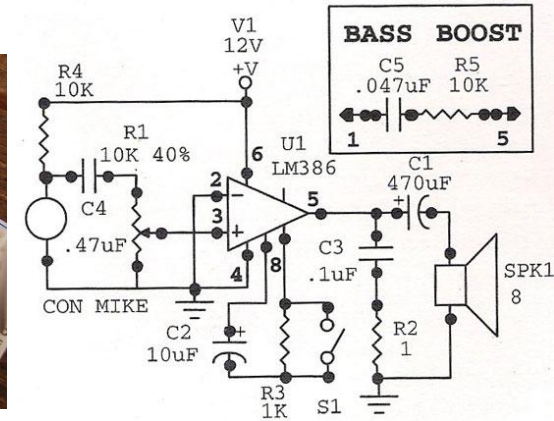 V1
12V
+V
BASS BOOST
C5
R5
.047uF
10K
1
5
R4
10K
R1
10K 40%
6
U1
LM386
2
3
5
C1
470uF
+
C4
.47uF
4
8
C3
.1uF
SPK1
8
CON MIKE
C2
10uF
+
R3
1K
S1
R2
1